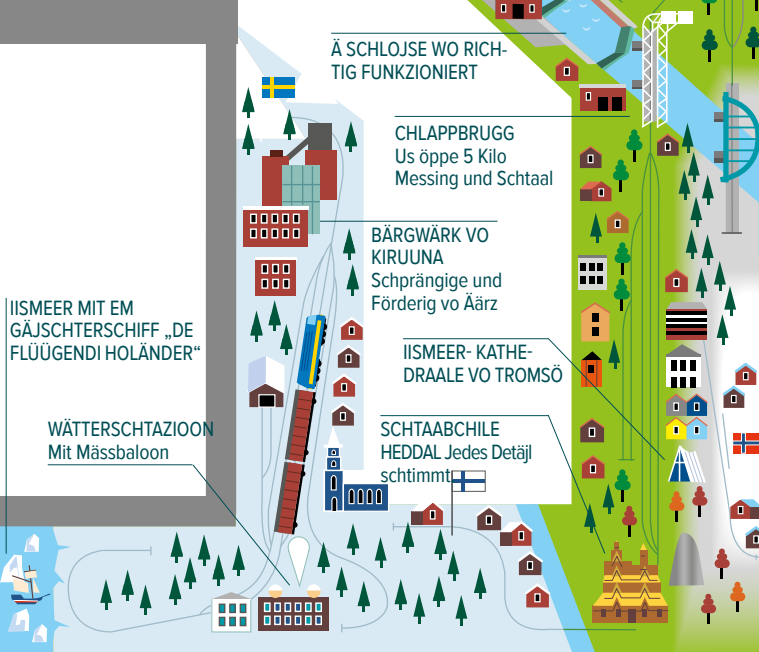 Ä SCHLOJSE WO RICH-
TIG FUNKZIONIERT
CHLAPPBRUGG
Us öppe 5 Kilo
Messing und Schtaal
BÄRGWÄRK VO
KIRUUNA
Schprängige und
Förderig vo Äärz
IISMEER MIT EM
GÄJSCHTERSCHIFF „DE
FLÜÜGENDI HOLÄNDER“
IISMEER- KATHE-
DRAALE VO TROMSÖ
WÄTTERSCHTAZIOON
Mit Mässbaloon
SCHTAABCHILE
HEDDAL Jedes Detäjl
schtimmt